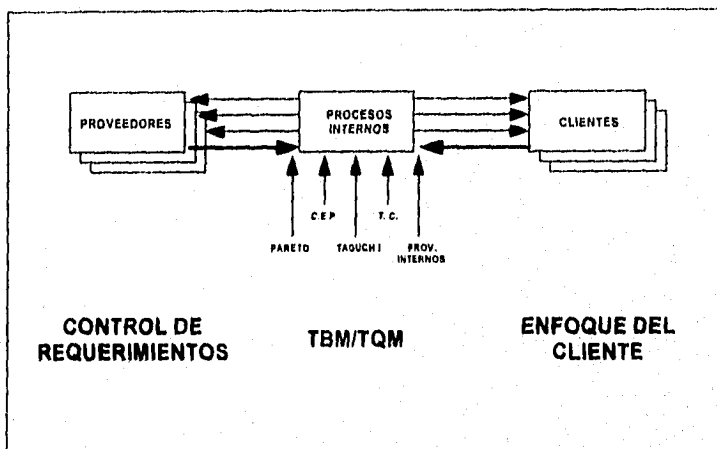 PROVEEDORES
PROCESOS
INTERNOS
CLIENTES
C.E.P
T.C.
PARETO
TAGUCHI
PROV.
INTERNOS
CONTROL DE
REQUERIMIENTOS
TBM/TQM
ENFOQUE DEL
CLIENTE